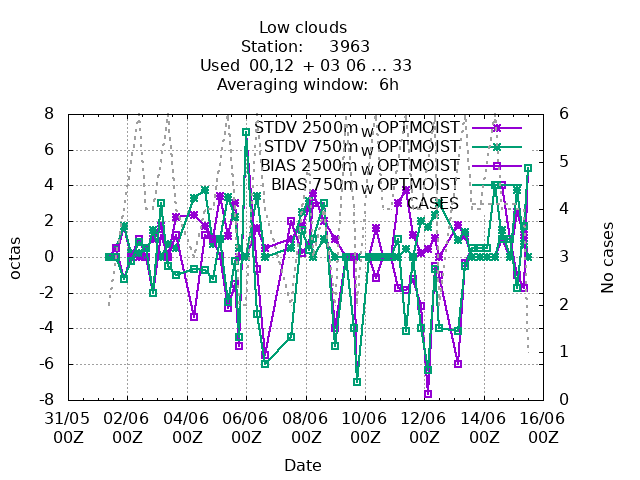 Low clouds
Station: 3963
Used 00,12 + 03 06 ... 33
Averaging window: 6h
8
6
4
2
0
-2
-4
-6
-8
octas
6
5
4
3
2
1
0
No cases
STDV 2500m w OPTMOIST
STDV 750m w OPTMOIST
BIAS 2500m w OPTMOIST
BIAS 750m w OPTMOIST
CASES
31/05 02/06 04/06 06/06 08/06 10/06 12/06 14/06 16/06
00Z 00Z 00Z 00Z 00Z 00Z 00Z 00Z 00Z
Date